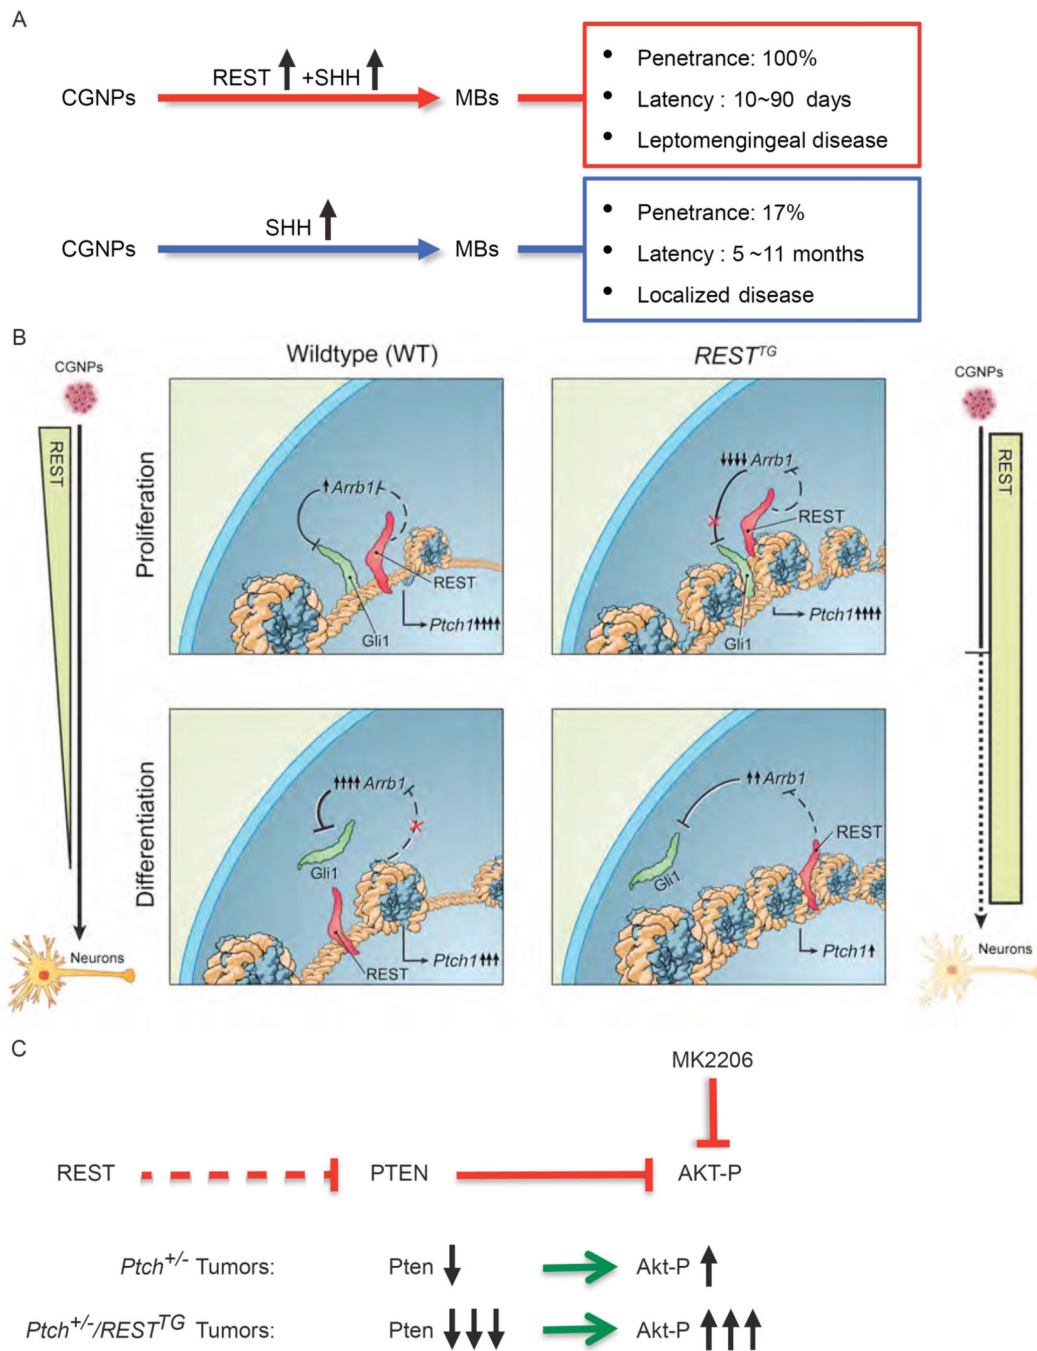 A
REST ↑ +SHH ↑
CGNPs MBs
• Penetrance: 100%
• Latency : 10~90 days
• Leptomengingeal disease
SHH ↑
CGNPs MBs
• Penetrance: 17%
• Latency : 5 ~11 months
• Localized disease
B
Wildtype (WT) REST^TG
CGNPs
REST
Neurons
Proliferation
↑Arrb1
REST
Gli1
Ptch1↑↑↑↑
↓↓↓↓Arrb1
REST
Gli1
Ptch1↑↑↑↑
CGNPs
REST
Neurons
Differentiation
↑↑↑↑Arrb1
Gli1
REST
Ptch1↑↑↑
↑↑Arrb1
REST
Gli1
Ptch1↑
C
MK2206
REST PTEN AKT-P
Ptch+/- Tumors: Pten ↓ → Akt-P ↑
Ptch+/-/REST^TG Tumors: Pten ↓↓↓ → Akt-P ↑↑↑